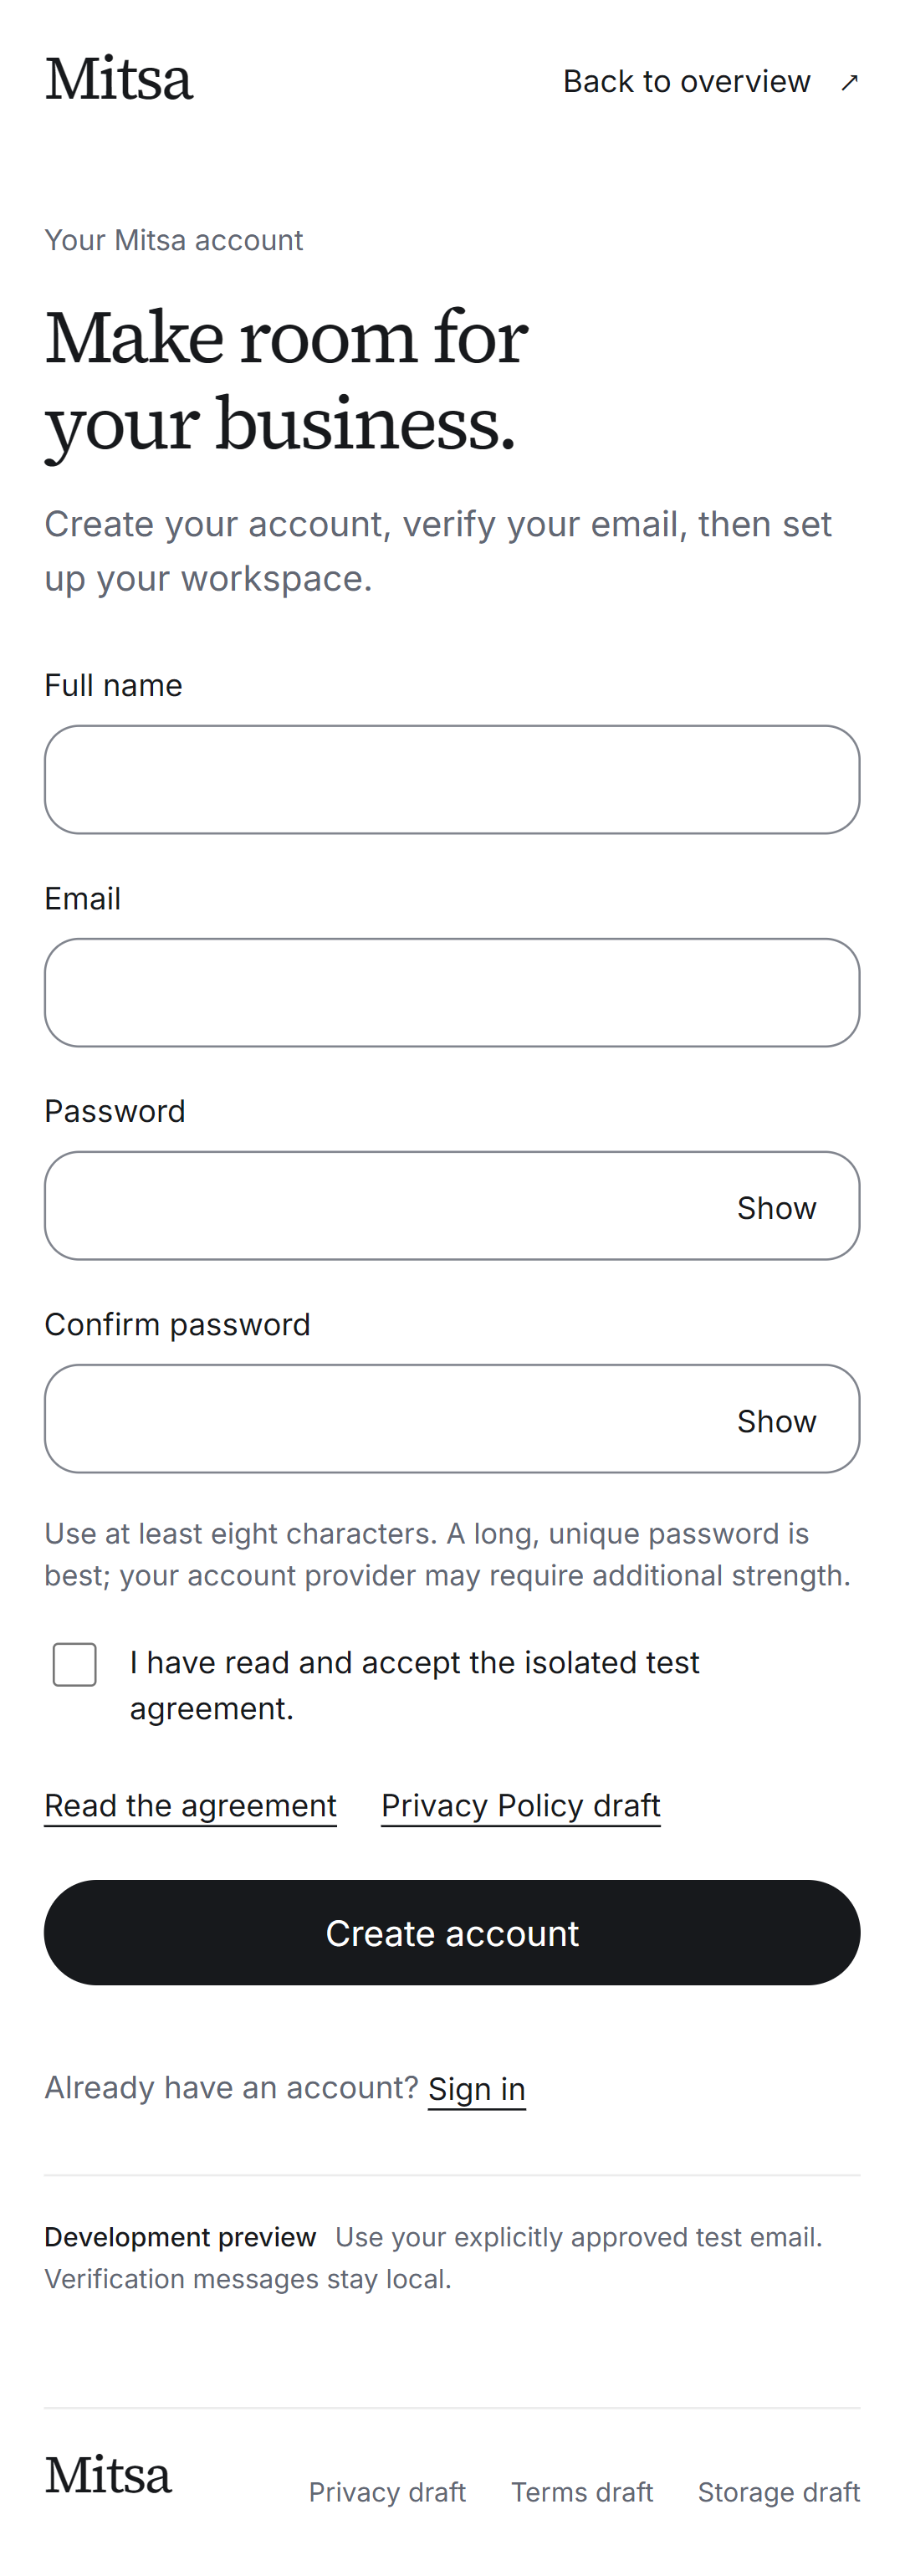 Mitsa
Back to overview ↗
Your Mitsa account
Make room for
your business.
Create your account, verify your email, then set
up your workspace.
Full name
Email
Password
Show
Confirm password
Show
Use at least eight characters. A long, unique password is
best; your account provider may require additional strength.
I have read and accept the isolated test
agreement.
Read the agreement Privacy Policy draft
Create account
Already have an account? Sign in
Development preview Use your explicitly approved test email.
Verification messages stay local.
Mitsa
Privacy draft Terms draft Storage draft